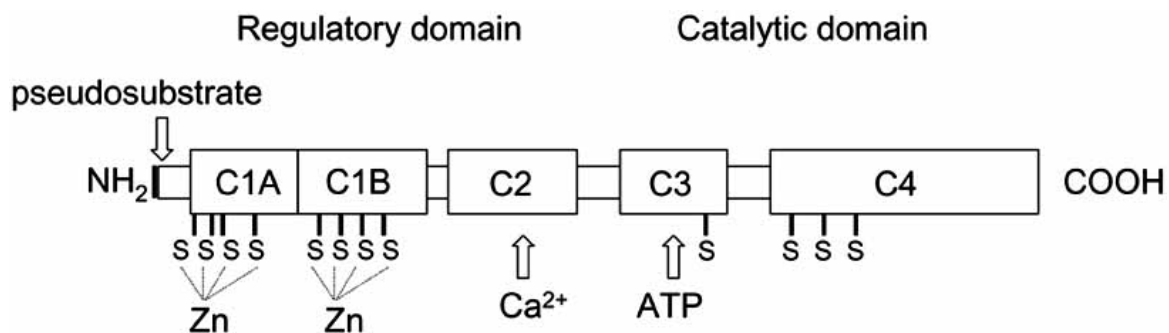 Regulatory domain Catalytic domain
pseudosubstrate
NH₂ C1A C1B C2 C3 C4 COOH
S S S S S S S S S S S S
Zn Zn Ca²⁺ ATP